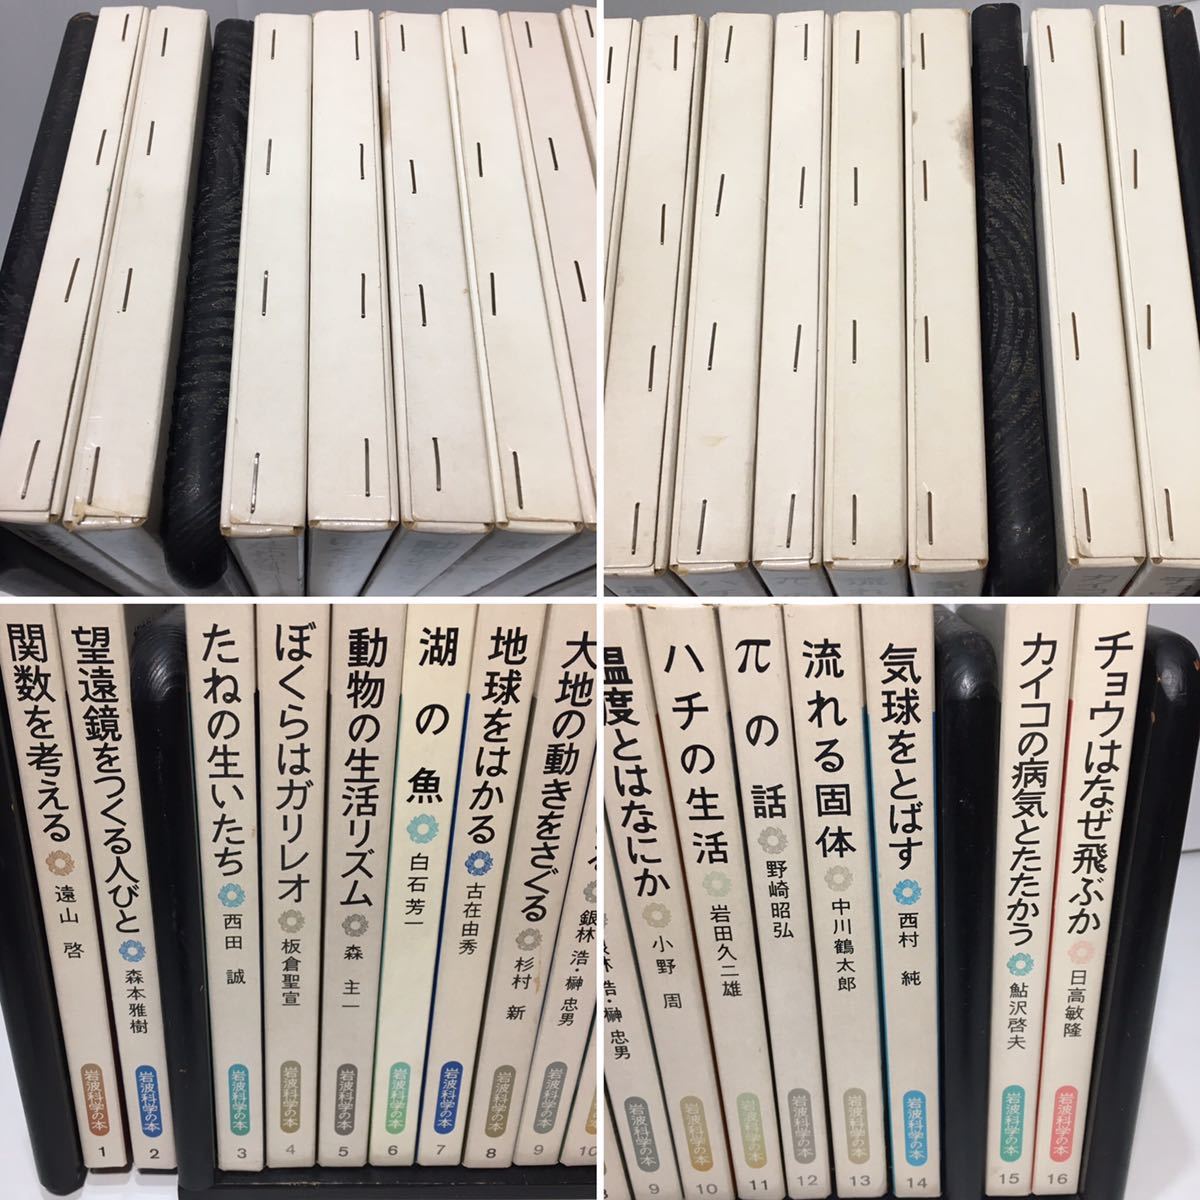 関数を考える 遠山 啓 岩波科学の本 1
望遠鏡をつくる人びと 森本雅樹 岩波科学の本 2
たねの生いたち 西田 誠 岩波科学の本 3
ぼくらはガリレオ 板倉聖宣 岩波科学の本 4
動物の生活リズム 森 主一 岩波科学の本 5
湖の魚 白石芳一 岩波科学の本 6
地球をはかる 古在由秀 岩波科学の本 7
大地の動きをさぐる 杉村 新 岩波科学の本 8
銀林 浩・榊 忠男 岩波科学の本 9
10
林 浩・榊 忠男 岩波科学の本 9
温度とはなにか 小野 周 岩波科学の本 10
ハチの生活 岩田久二雄 岩波科学の本 11
πの話 野崎昭弘 岩波科学の本 12
流れる固体 中川鶴太郎 岩波科学の本 13
気球をとばす 西村 純 岩波科学の本 14
カイコの病気とたたかう 鮎沢啓夫 岩波科学の本 15
チョウはなぜ飛ぶか 日高敏隆 岩波科学の本 16